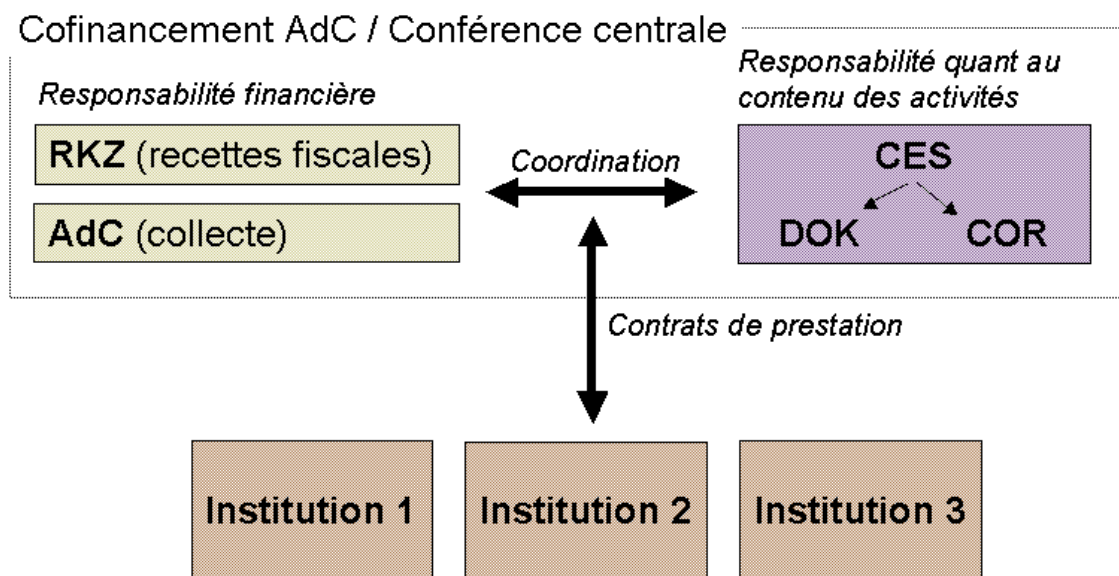 Cofinancement AdC / Conférence centrale
Responsabilité financière
RKZ (recettes fiscales)
AdC (collecte)
Coordination
Responsabilité quant au
contenu des activités
CES
DOK COR
Contrats de prestation
Institution 1 Institution 2 Institution 3